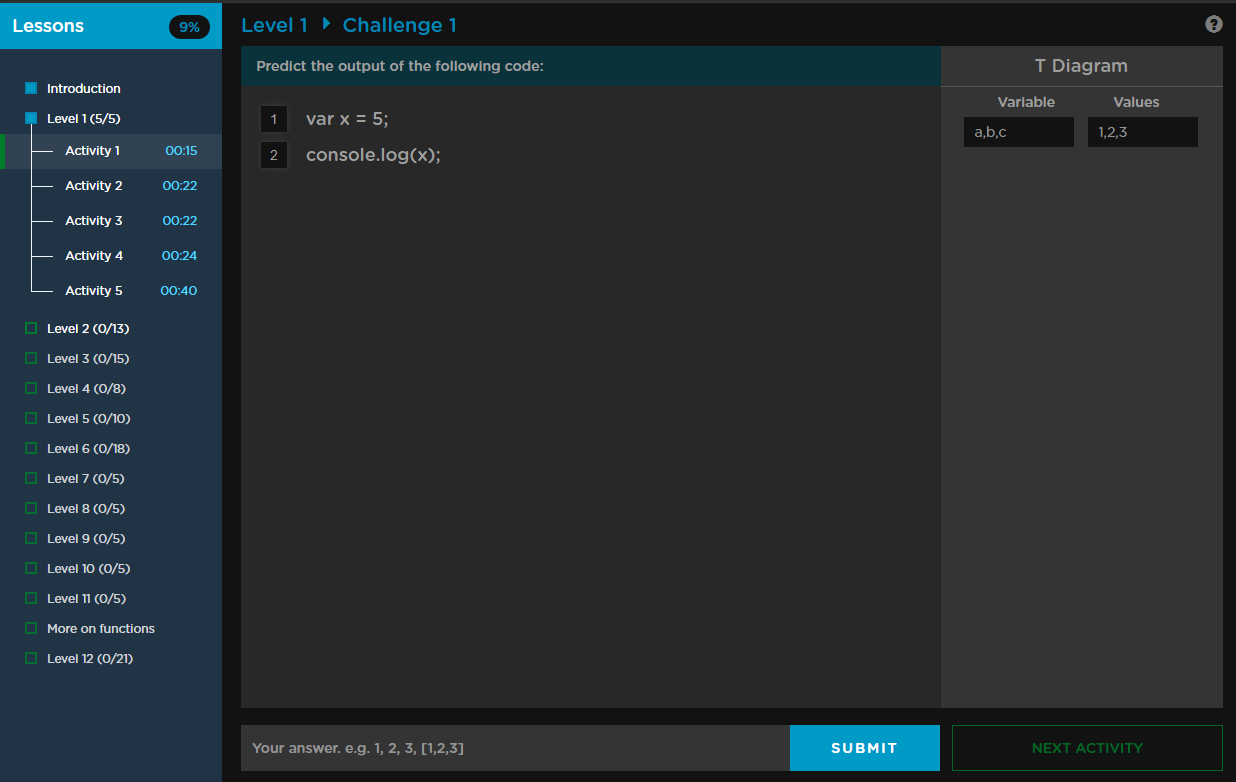 Lessons 9%
Introduction
Level 1 (5/5)
Activity 1 00:15
Activity 2 00:22
Activity 3 00:22
Activity 4 00:24
Activity 5 00:40
Level 2 (0/13)
Level 3 (0/15)
Level 4 (0/8)
Level 5 (0/10)
Level 6 (0/18)
Level 7 (0/5)
Level 8 (0/5)
Level 9 (0/5)
Level 10 (0/5)
Level 11 (0/5)
More on functions
Level 12 (0/21)
Level 1 Challenge 1
?
Predict the output of the following code:
1 var x = 5;
2 console.log(x);
T Diagram
Variable Values
a,b,c 1,2,3
Your answer. e.g. 1, 2, 3, [1,2,3]
SUBMIT
NEXT ACTIVITY